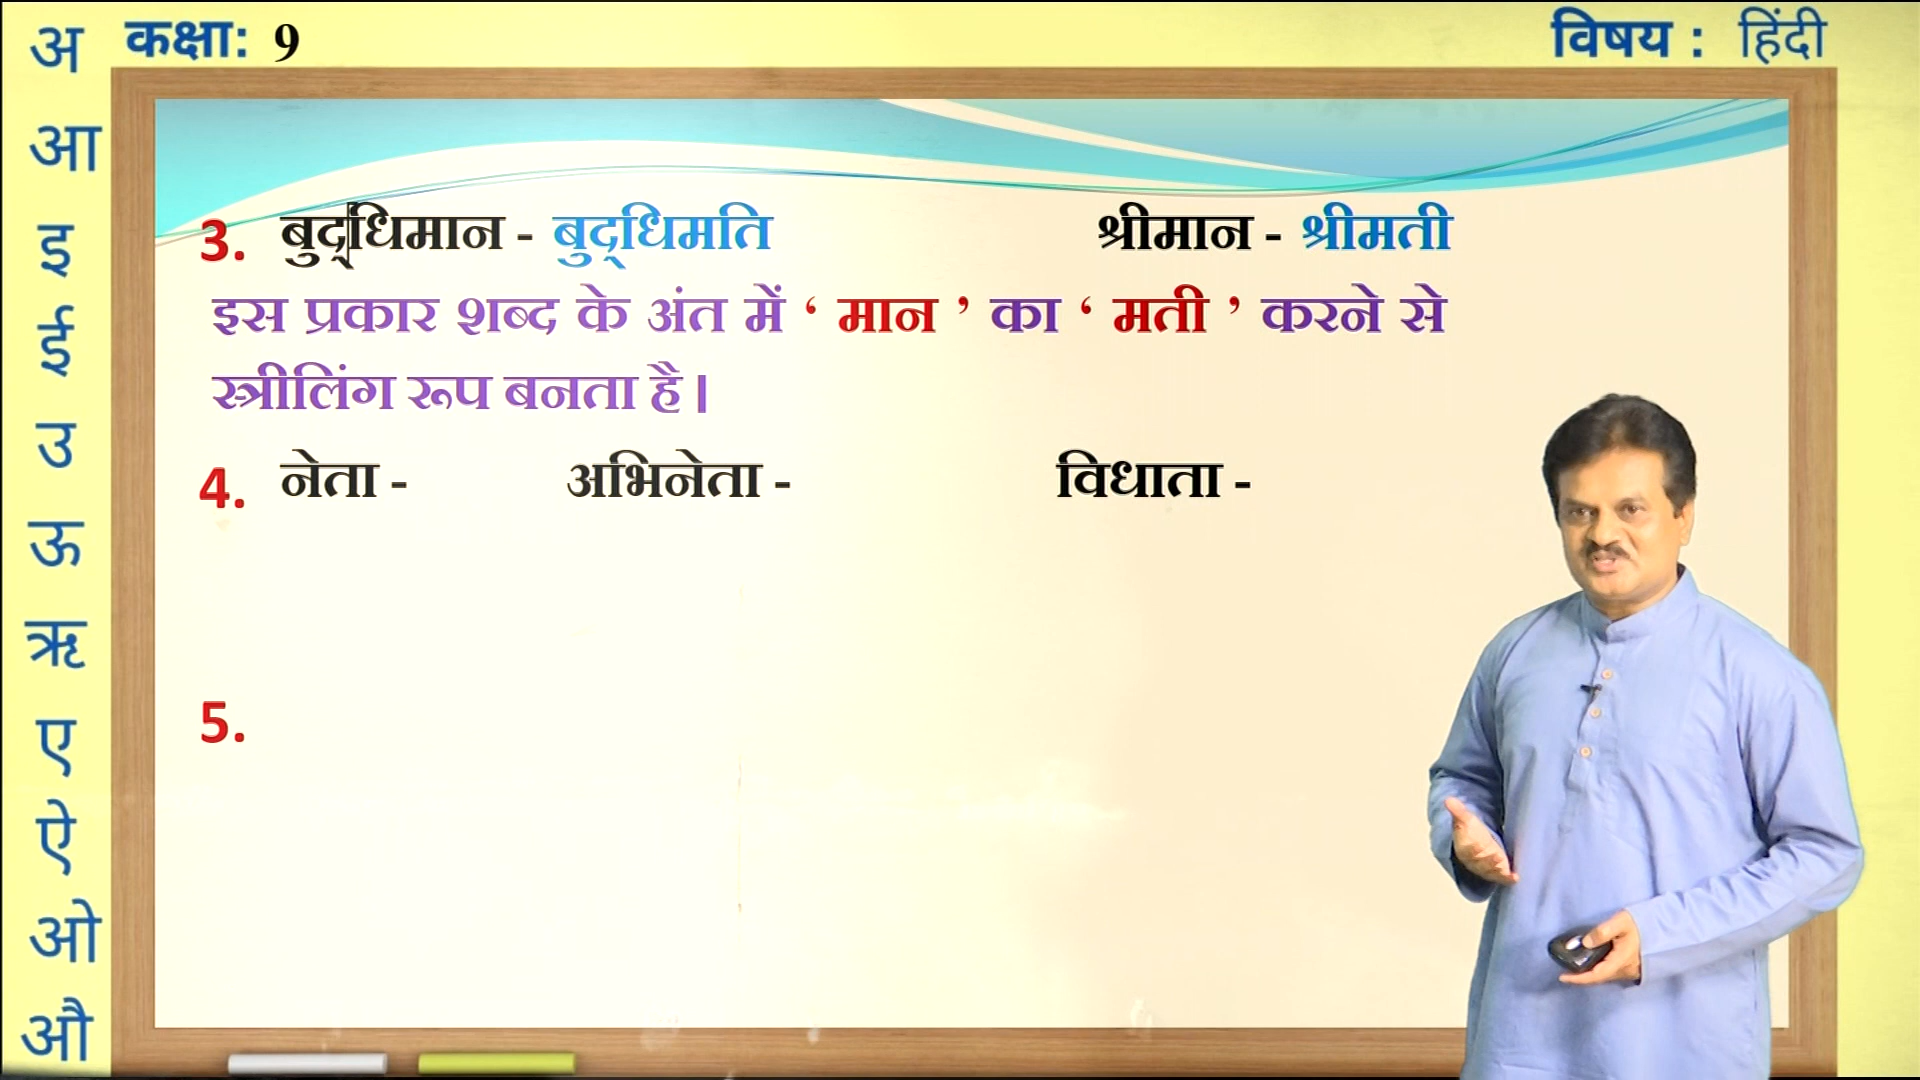 कक्षा: 9
विषय : हिंदी
अ
आ
इ
ई
उ
ऊ
ऋ
ए
ऐ
ओ
औ
3. बुद्धिमान - बुद्धिमति श्रीमान - श्रीमती
इस प्रकार शब्द के अंत में ‘ मान ’ का ‘ मती ’ करने से
स्त्रीलिंग रूप बनता है ।
4. नेता - अभिनेता - विधाता -
5.